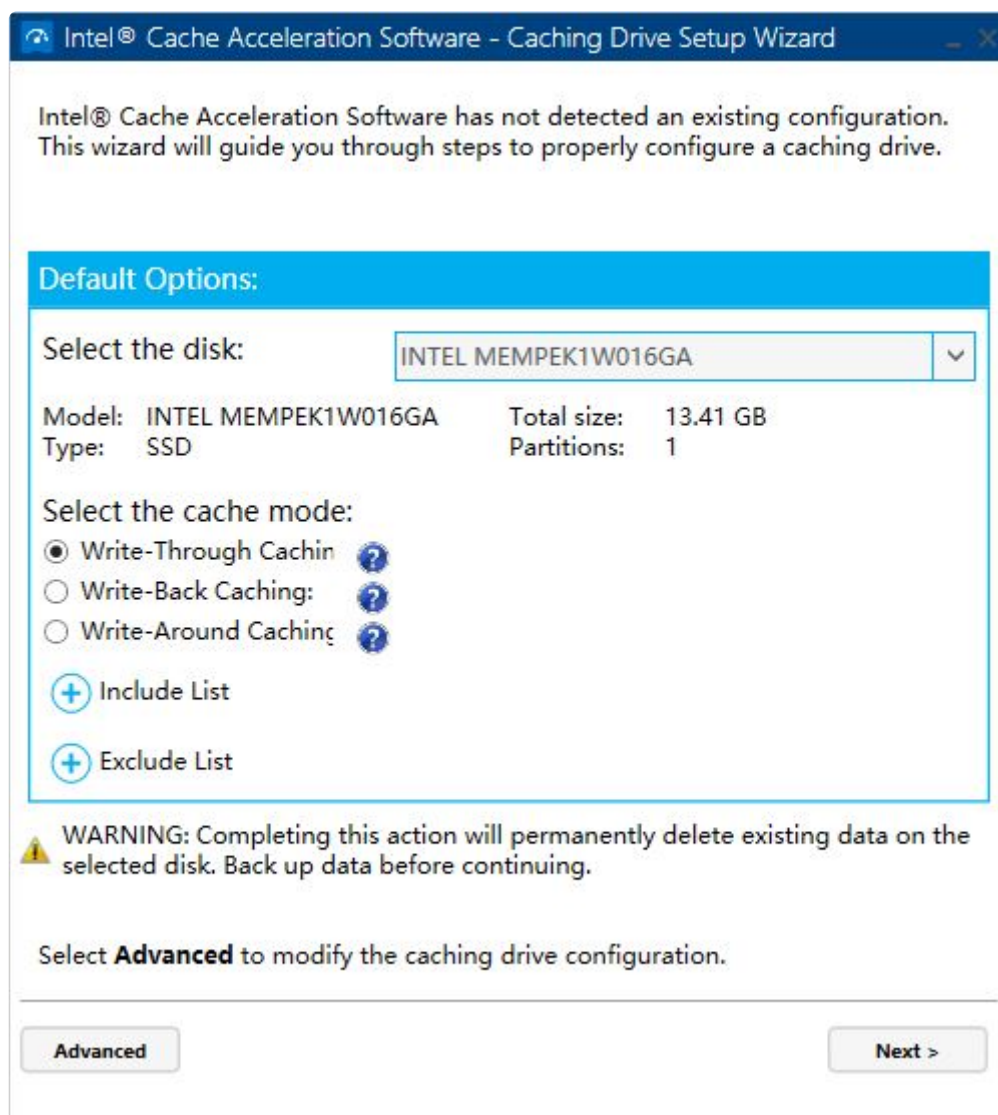 Intel® Cache Acceleration Software - Caching Drive Setup Wizard
Intel® Cache Acceleration Software has not detected an existing configuration.
This wizard will guide you through steps to properly configure a caching drive.
Default Options:
Select the disk: INTEL MEMPEK1W016GA
Model: INTEL MEMPEK1W016GA Total size: 13.41 GB
Type: SSD Partitions: 1
Select the cache mode:
Write-Through Cachin
Write-Back Caching:
Write-Around Caching
Include List
Exclude List
WARNING: Completing this action will permanently delete existing data on the
selected disk. Back up data before continuing.
Select Advanced to modify the caching drive configuration.
Advanced Next >